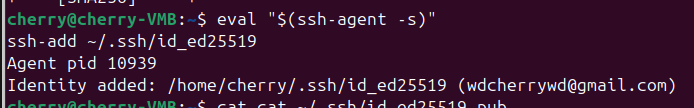 [SHA256]
cherry@cherry-VMB:~$ eval "$(ssh-agent -s)"
ssh-add ~/.ssh/id_ed25519
Agent pid 10939
Identity added: /home/cherry/.ssh/id_ed25519 (wdcherrywd@gmail.com)
cherry@cherry-VMB:~$ cat cat ~/.ssh/id_ed25519.pub